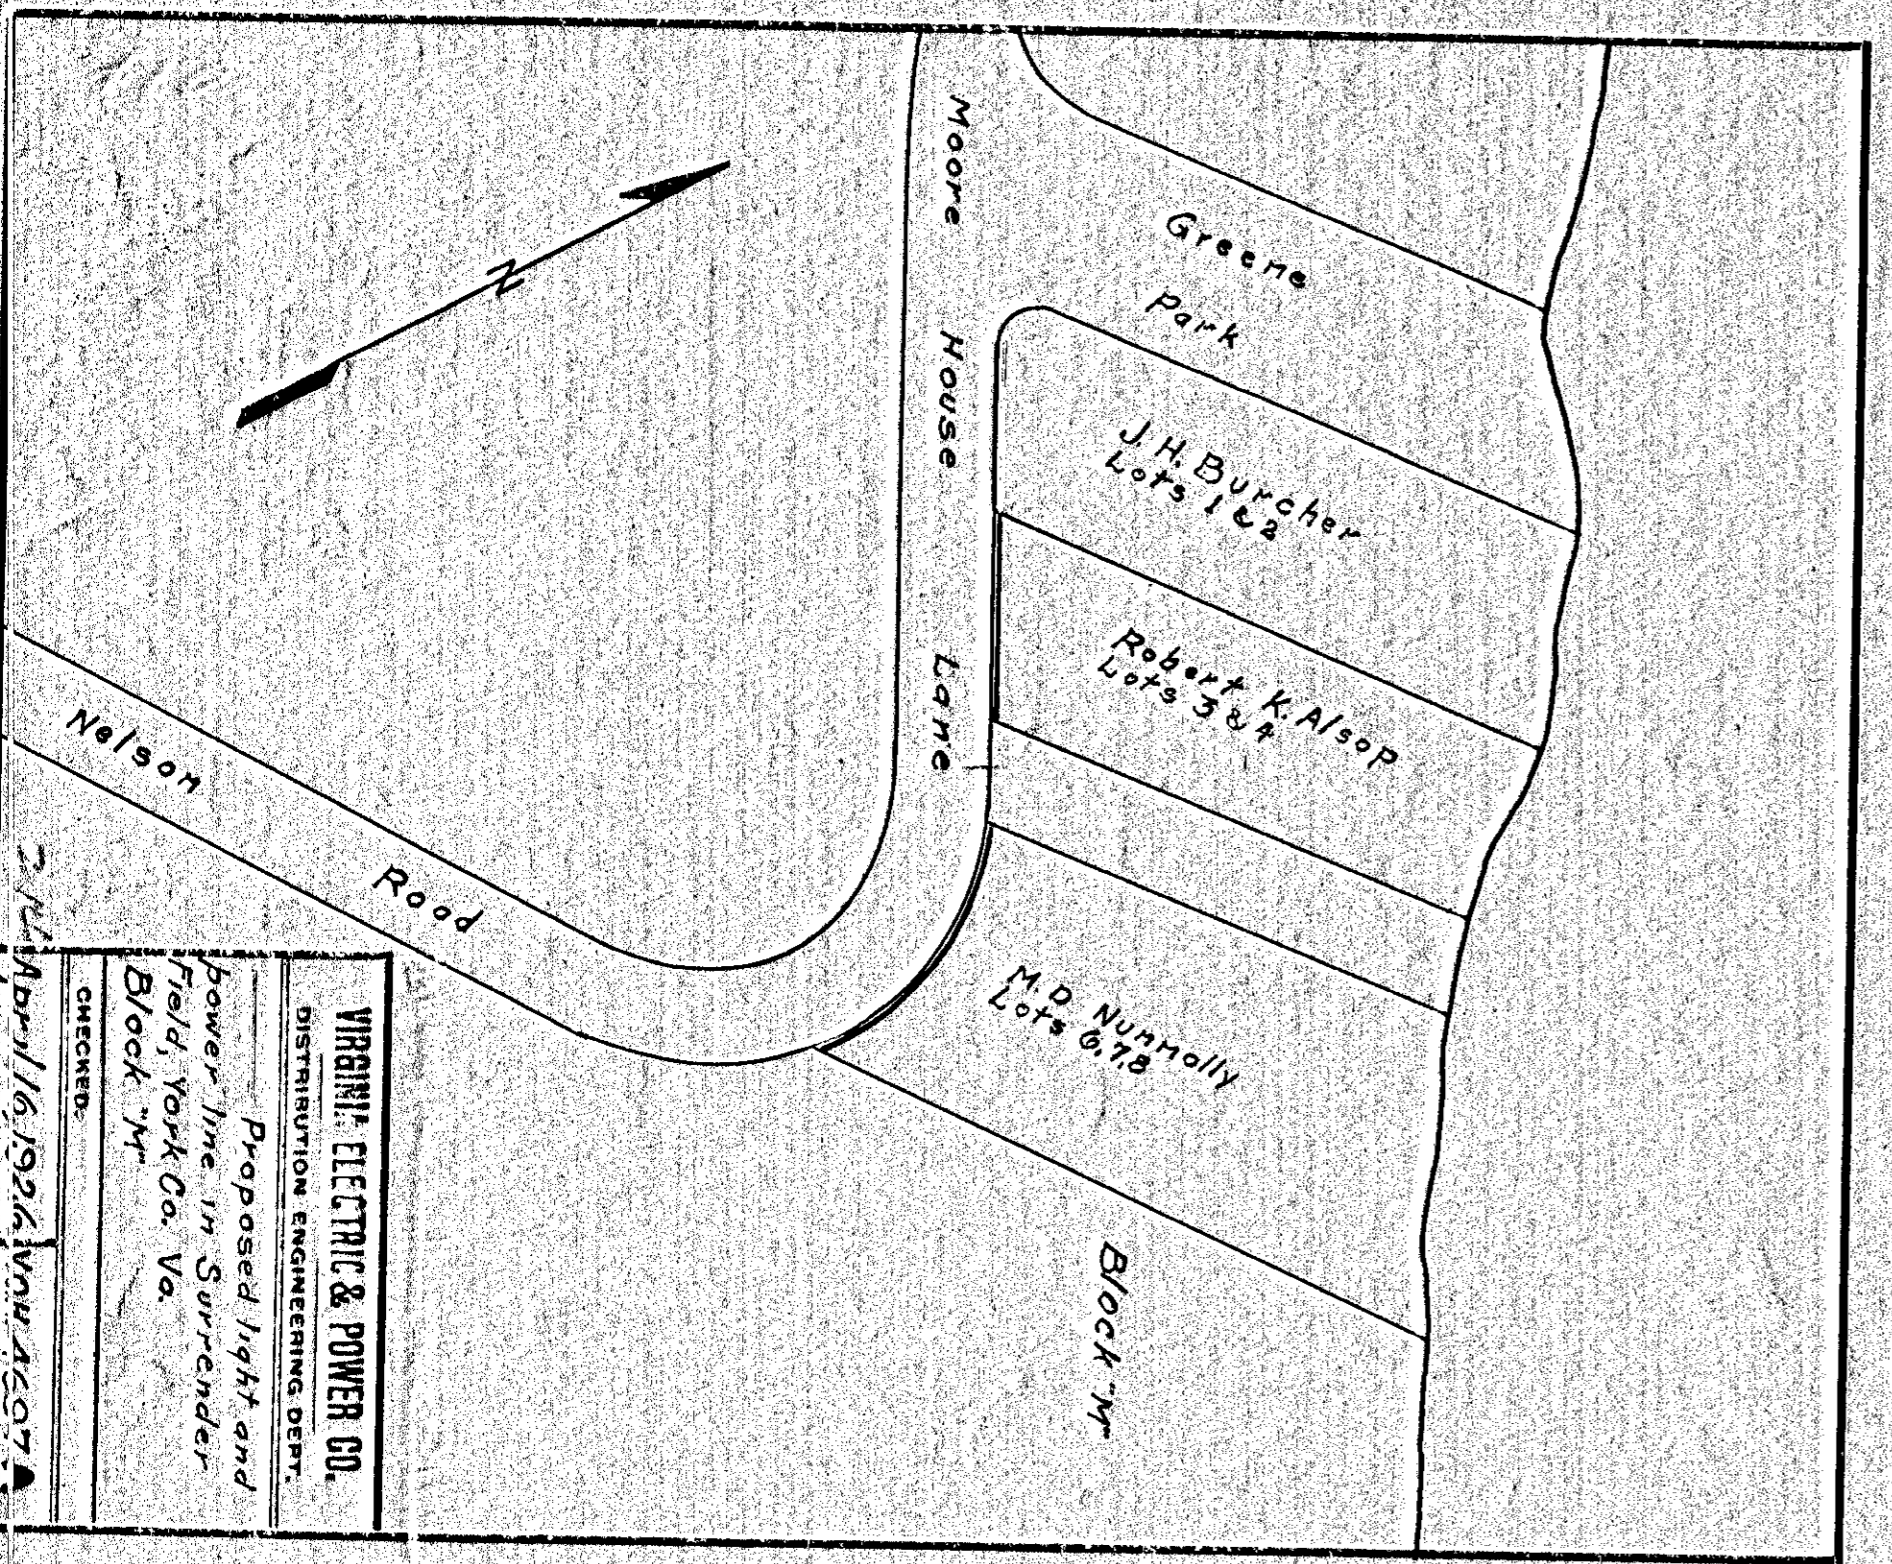 Moore House Lane
Greene
Park
J. H. Burcher
Lots 1 & 2
Robert K. Alsop
Lots 3 & 4
M. D Nunnally
Lots 6.7.8
Block "M"
N
Nelson Road
VIRGINIA ELECTRIC & POWER CO.
DISTRIBUTION ENGINEERING DEPT.
Proposed light and
power line in Surrender
Field, York Co. Va.
Block "M"
CHECKED:
April 16, 1926